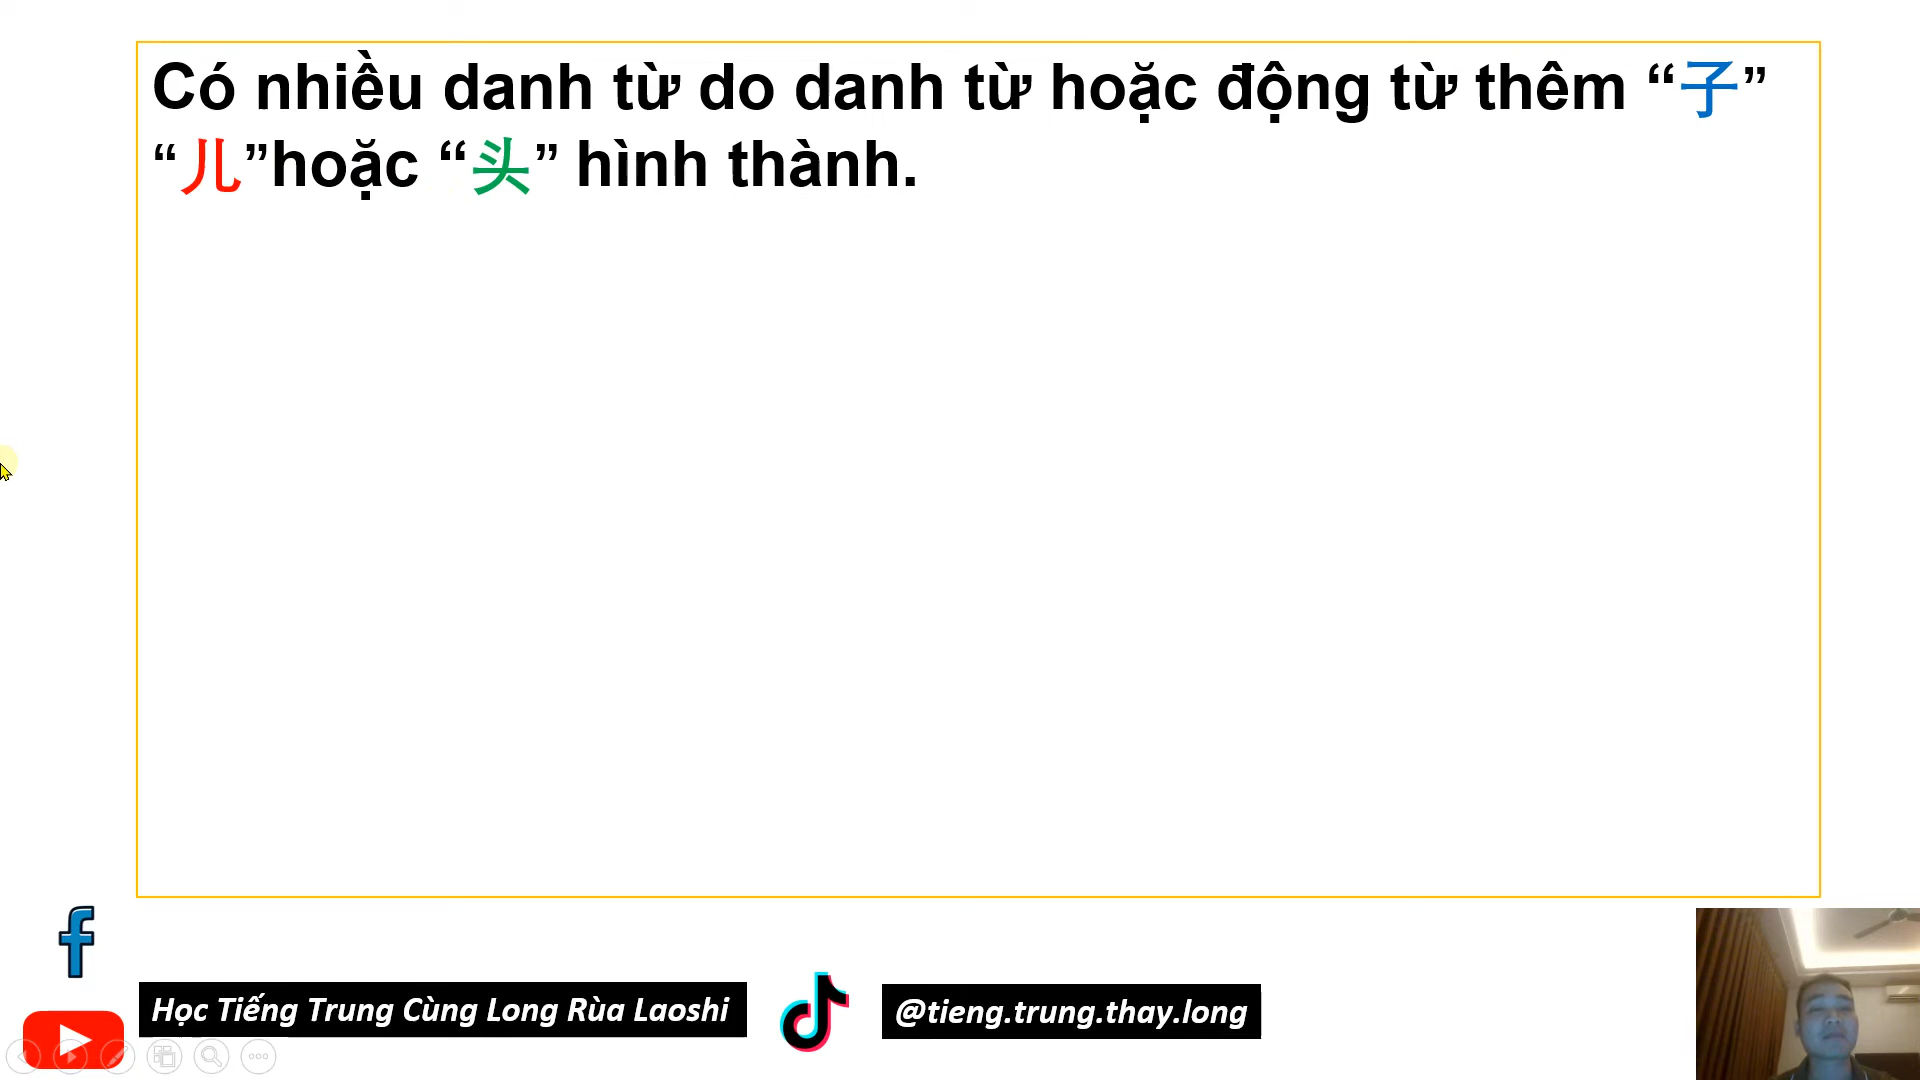 Có nhiều danh từ do danh từ hoặc động từ thêm “子”
“儿”hoặc “头” hình thành.
Học Tiếng Trung Cùng Long Rùa Laoshi
@tieng.trung.thay.long